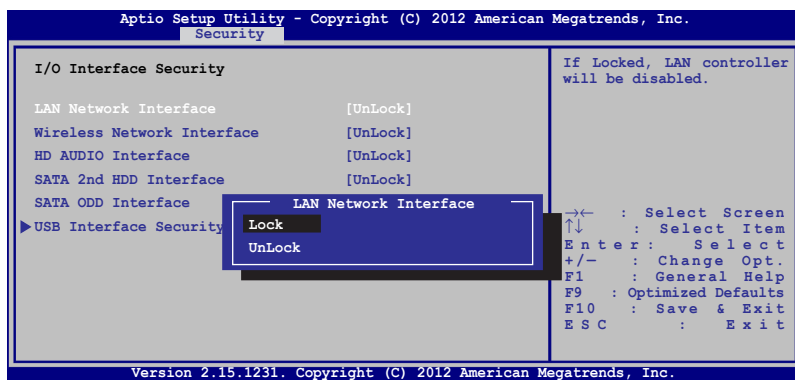 Aptio Setup Utility - Copyright (C) 2012 American Megatrends, Inc.
Security
I/O Interface Security
LAN Network Interface [UnLock]
Wireless Network Interface [UnLock]
HD AUDIO Interface [UnLock]
SATA 2nd HDD Interface [UnLock]
SATA ODD Interface
USB Interface Security
LAN Network Interface
Lock
UnLock
If Locked, LAN controller
will be disabled.
→← : Select Screen
↑↓ : Select Item
Enter: Select
+/— : Change Opt.
F1 : General Help
F9 : Optimized Defaults
F10 : Save & Exit
ESC : Exit
Version 2.15.1231. Copyright (C) 2012 American Megatrends, Inc.